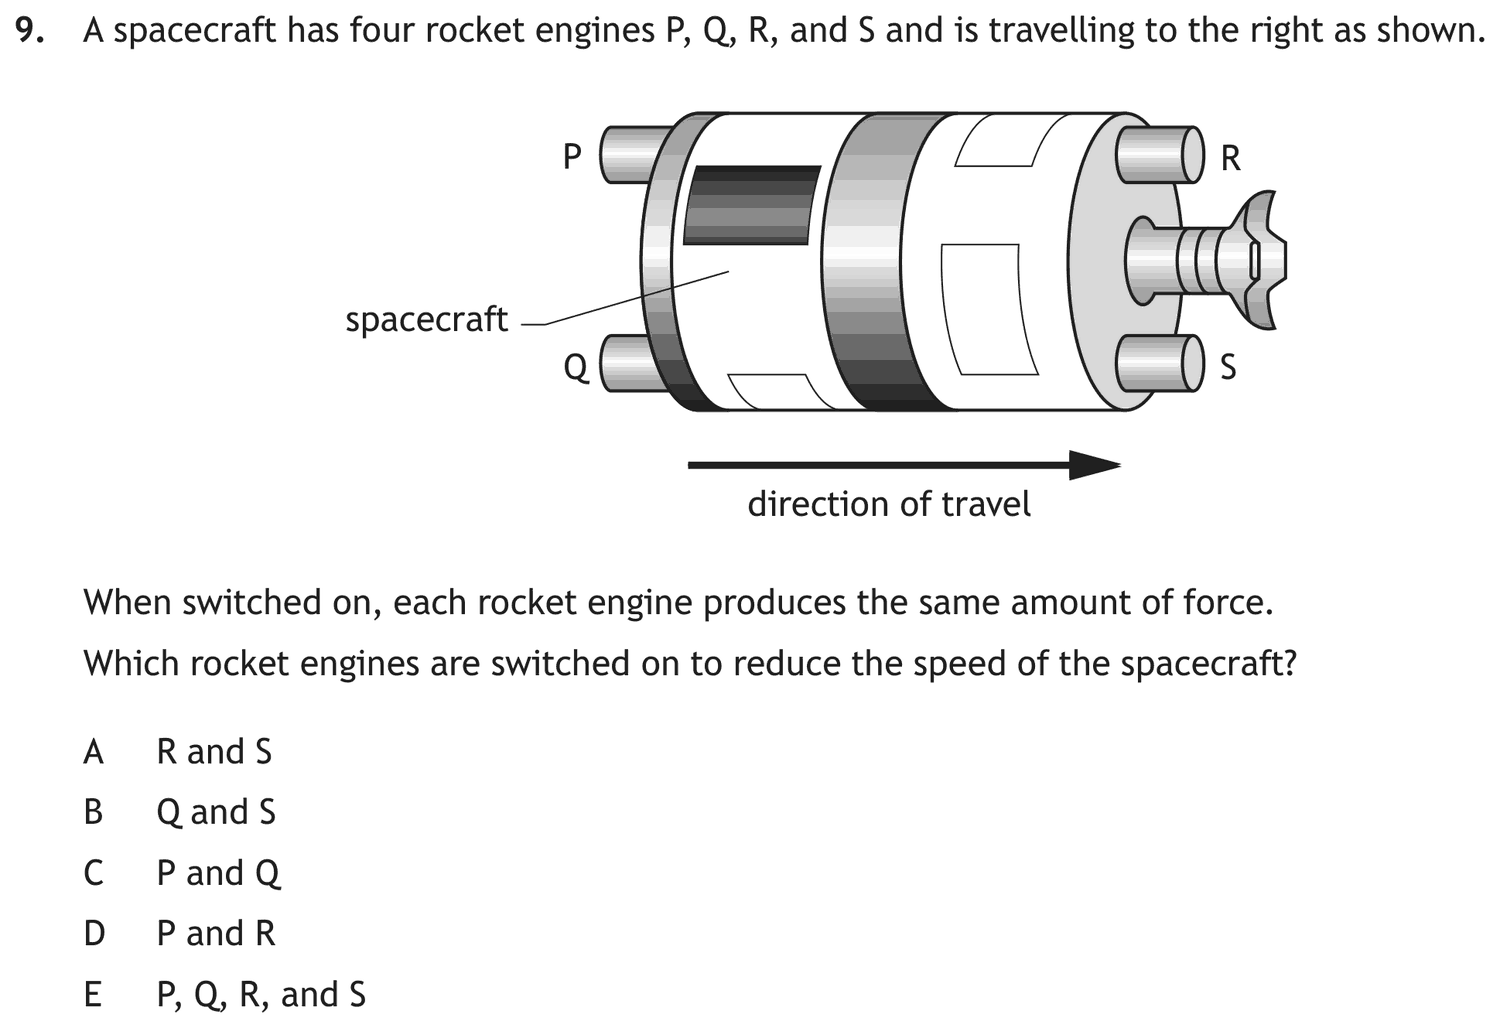 9. A spacecraft has four rocket engines P, Q, R, and S and is travelling to the right as shown.
P
R
spacecraft
Q
S
direction of travel
When switched on, each rocket engine produces the same amount of force.
Which rocket engines are switched on to reduce the speed of the spacecraft?
A R and S
B Q and S
C P and Q
D P and R
E P, Q, R, and S